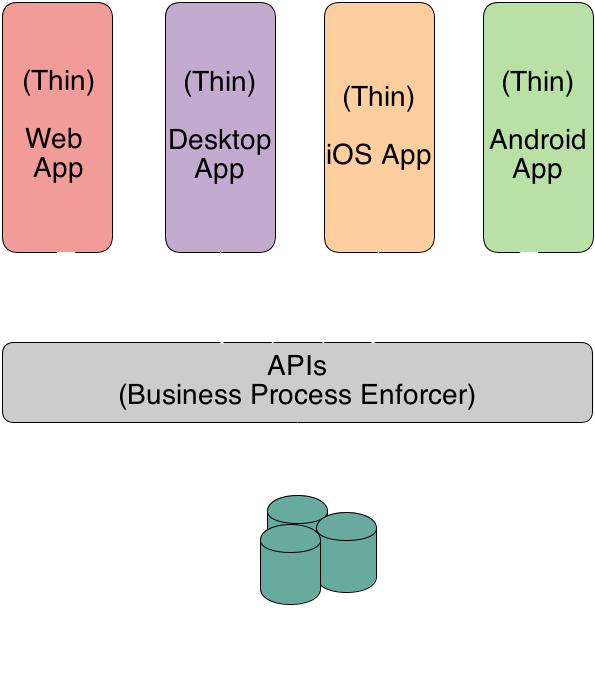 (Thin)
Web
App
(Thin)
Desktop
App
(Thin)
iOS App
(Thin)
Android
App
APIs
(Business Process Enforcer)